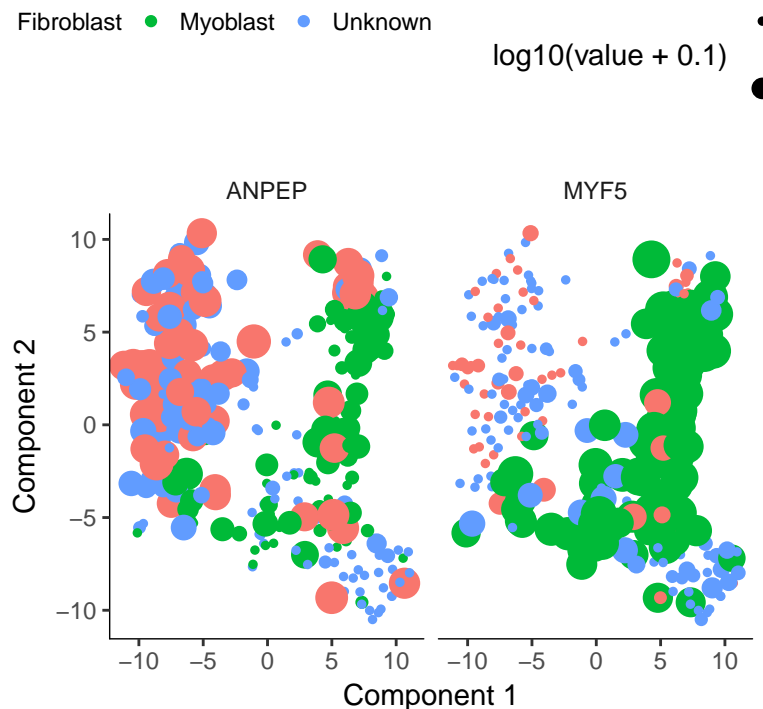 Fibroblast Myoblast Unknown
log10(value + 0.1)
ANPEP MYF5
10
5
0
−5
−10
Component 2
−10 −5 0 5 10 −10 −5 0 5 10
Component 1